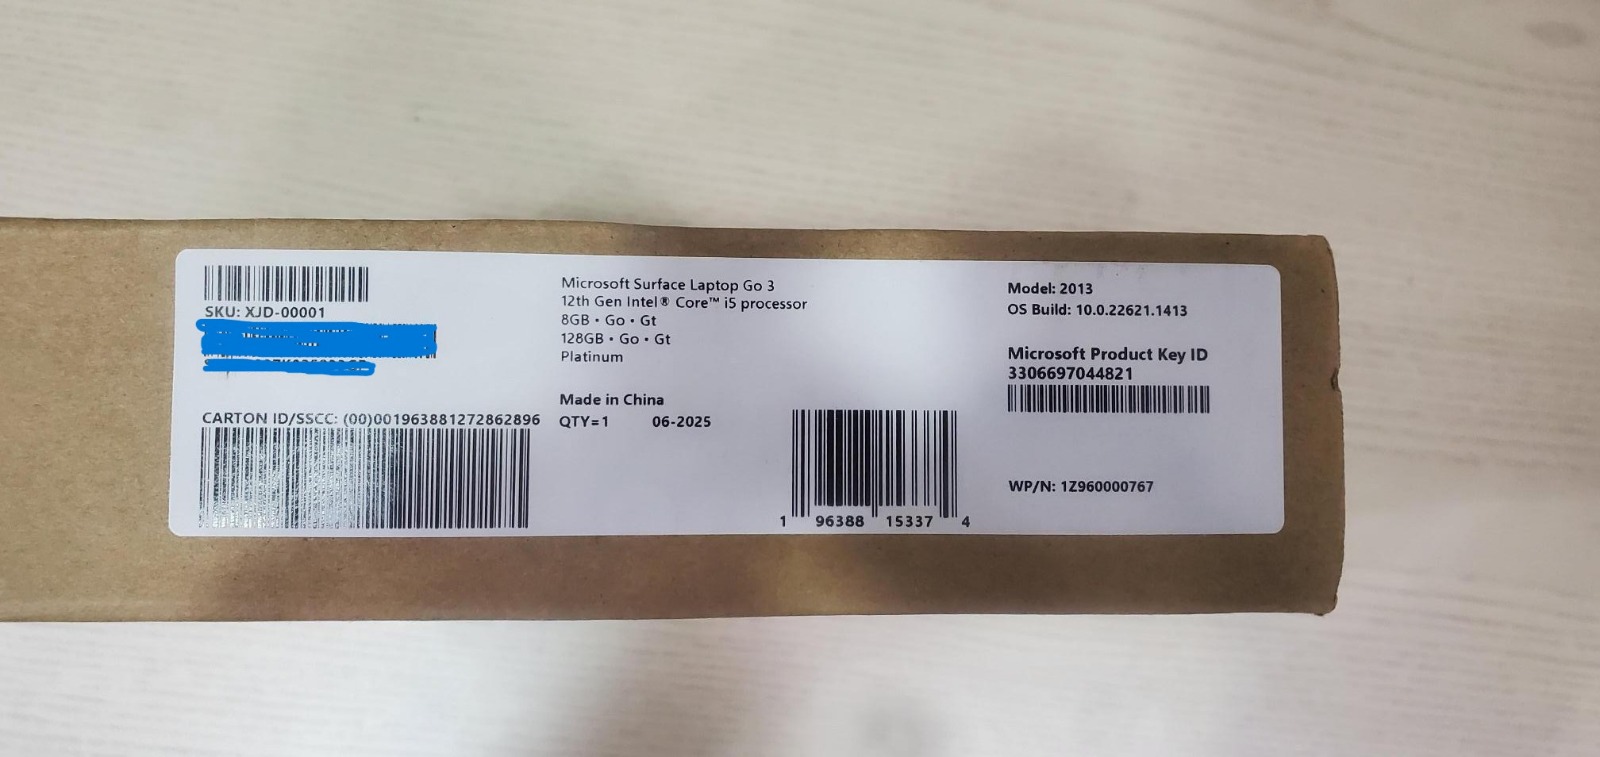 SKU: XJD-00001
CARTON ID/SSCC: (00)001963881272862896
Microsoft Surface Laptop Go 3
12th Gen Intel® Core™ i5 processor
8GB • Go • Gt
128GB • Go • Gt
Platinum
Made in China
QTY=1 06-2025
1 96388 15337 4
Model: 2013
OS Build: 10.0.22621.1413
Microsoft Product Key ID
3306697044821
WP/N: 1Z960000767